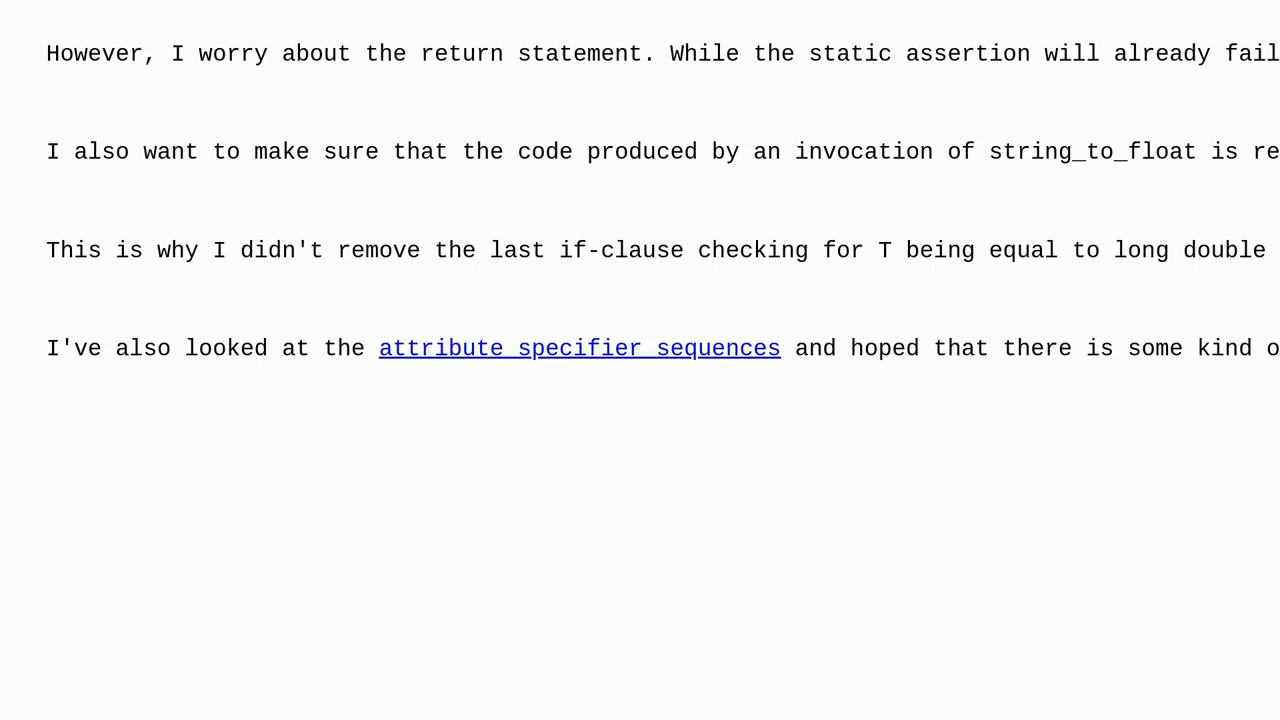 However, I worry about the return statement. While the static assertion will already fail
I also want to make sure that the code produced by an invocation of string_to_float is re
This is why I didn't remove the last if-clause checking for T being equal to long double
I've also looked at the attribute specifier sequences and hoped that there is some kind o